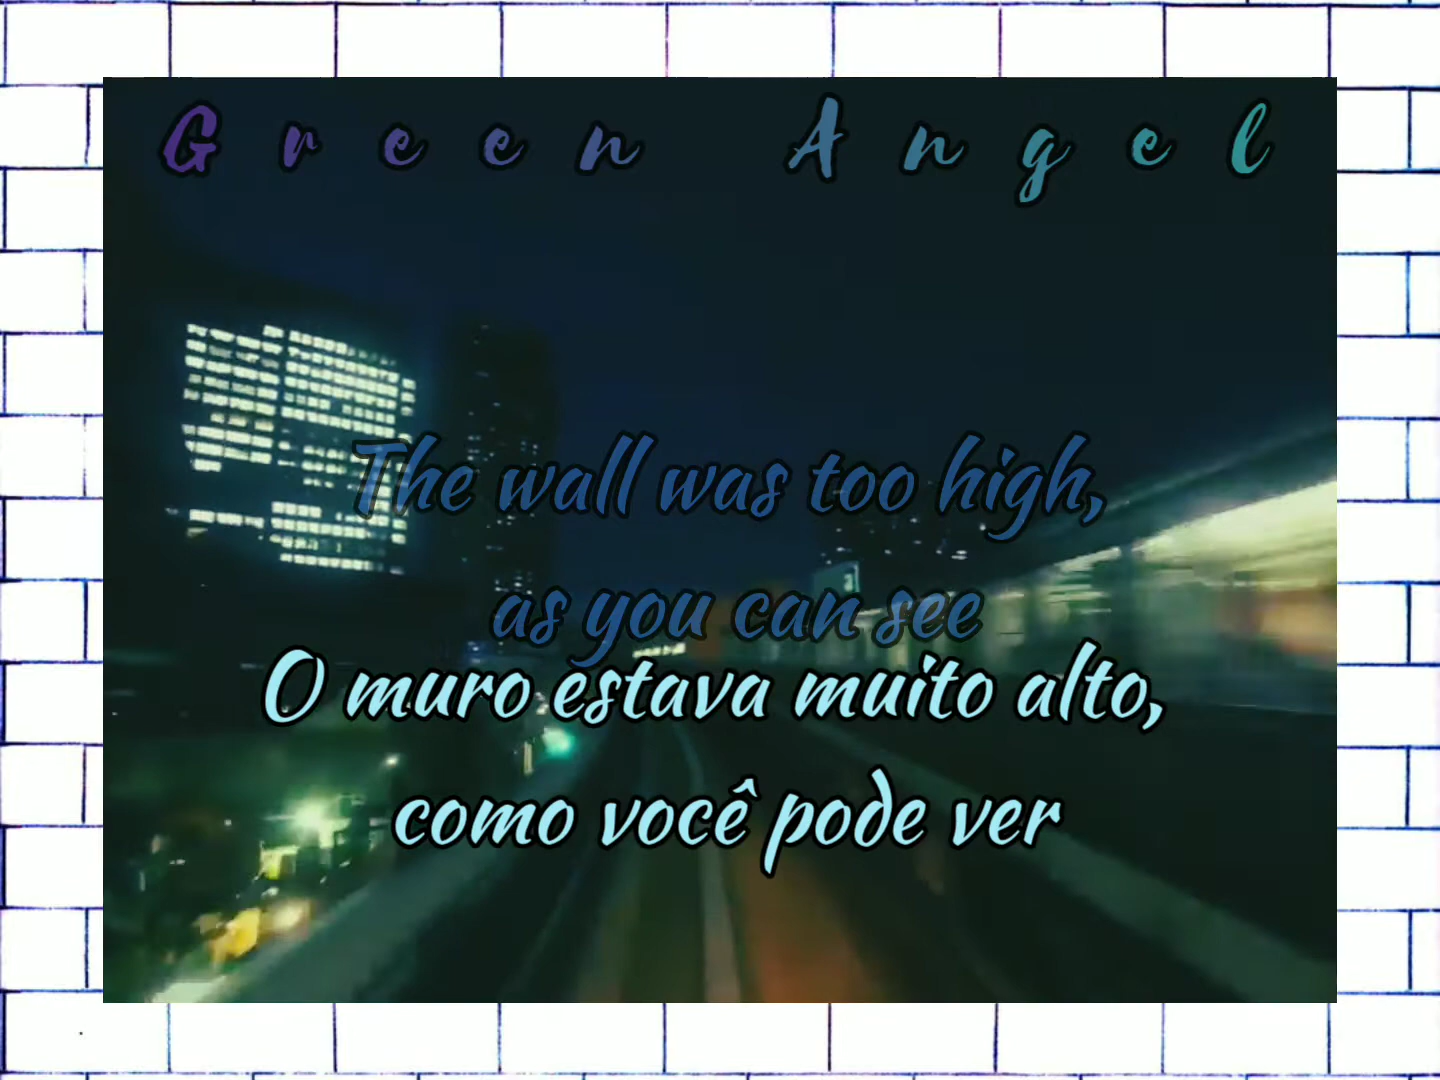 Green Angel
The wall was too high,
as you can see
O muro estava muito alto,
como você pode ver